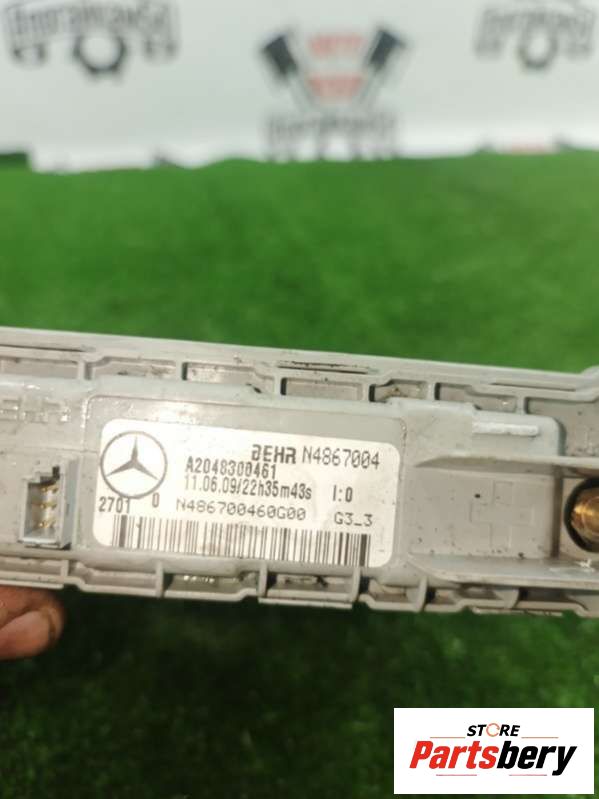 BEHR N4867004
A2048300461
11.06.09/22h35m43s I:0
2701 0 N486700460G00 G3_3
STORE
Partsbery